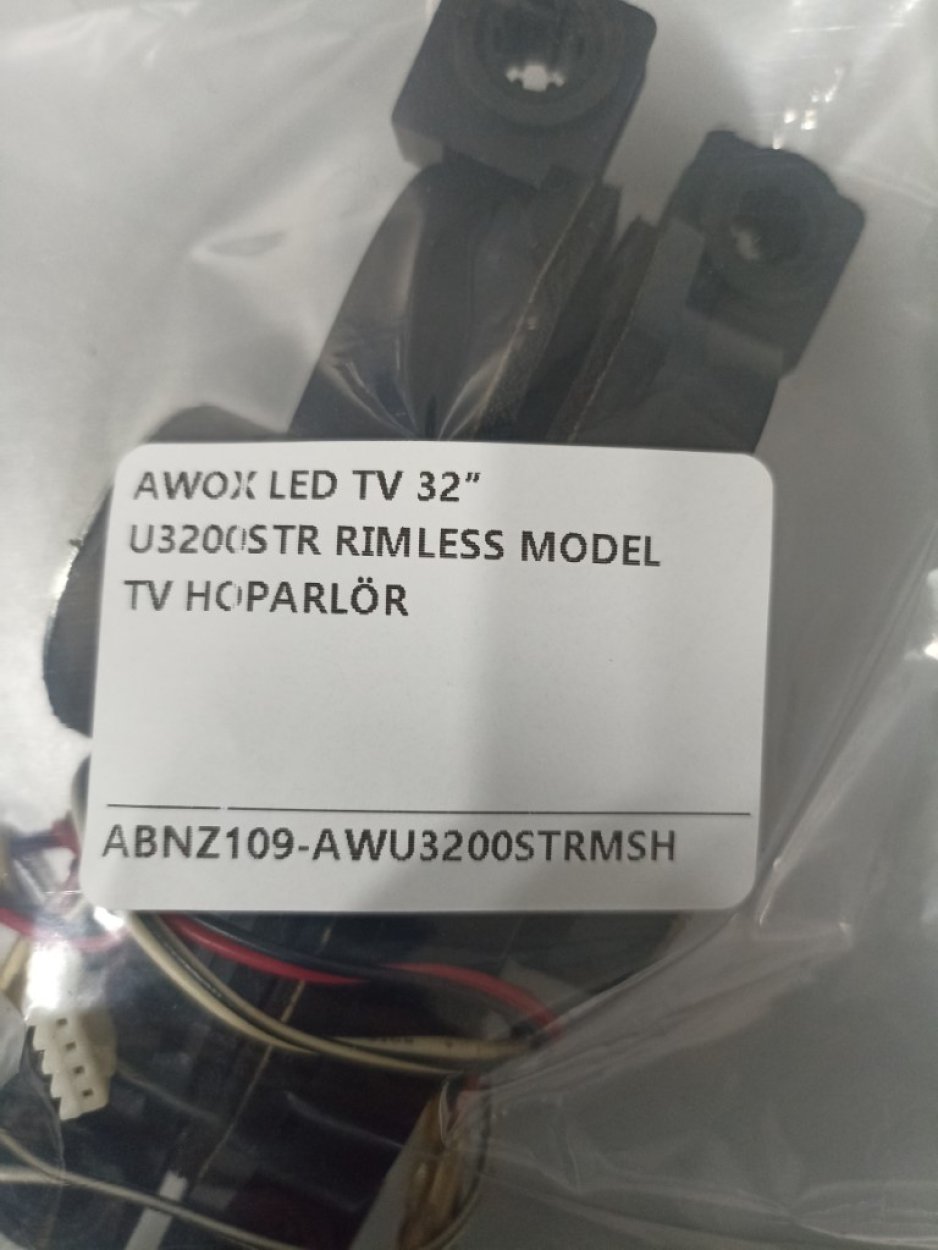 AWOX LED TV 32"
U3200STR RIMLESS MODEL
TV HOPARLÖR
ABNZ109-AWU3200STRMSH